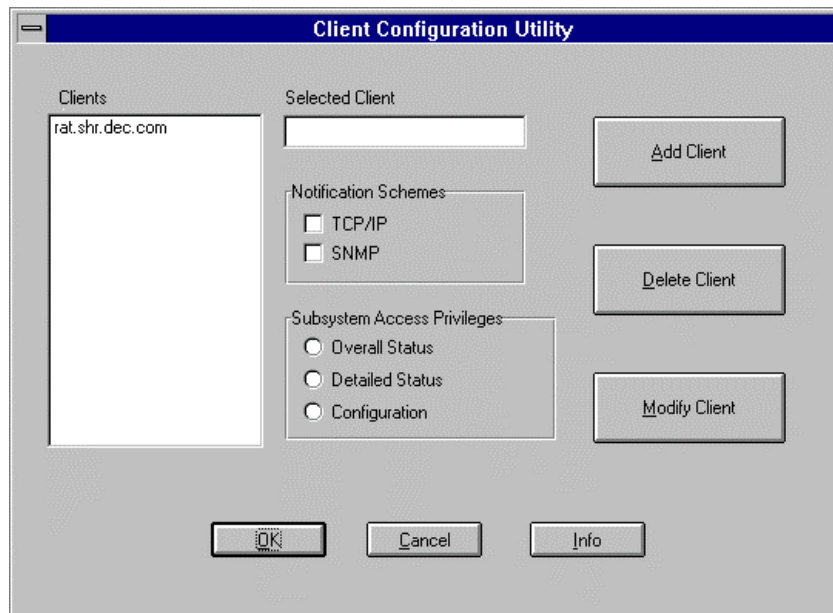 Client Configuration Utility
Clients
rat.shr.dec.com
Selected Client
Notification Schemes
TCP/IP
SNMP
Subsystem Access Privileges
Overall Status
Detailed Status
Configuration
Add Client
Delete Client
Modify Client
OK
Cancel
Info